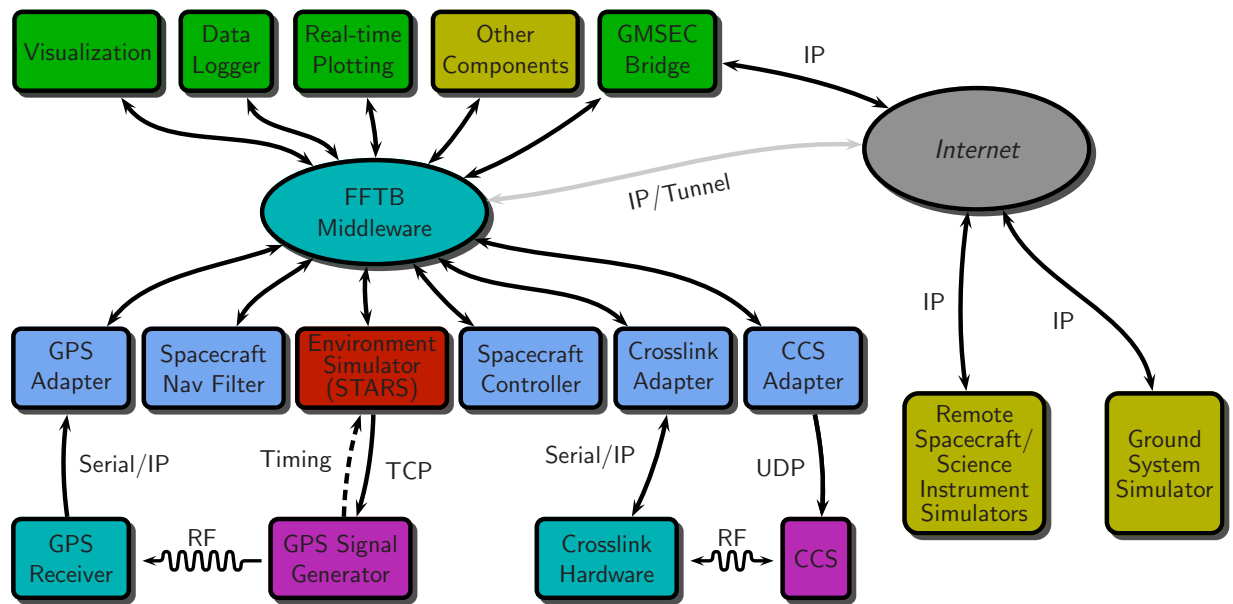 Visualization
Data
Logger
Real-time
Plotting
Other
Components
GMSEC
Bridge
IP
Internet
FFTB
Middleware
IP/Tunnel
GPS
Adapter
Spacecraft
Nav Filter
Environment
Simulator
(STARS)
Spacecraft
Controller
Crosslink
Adapter
CCS
Adapter
IP
IP
Serial/IP
Timing
TCP
Serial/IP
UDP
Remote
Spacecraft/
Science
Instrument
Simulators
Ground
System
Simulator
GPS
Receiver
RF
GPS Signal
Generator
Crosslink
Hardware
RF
CCS